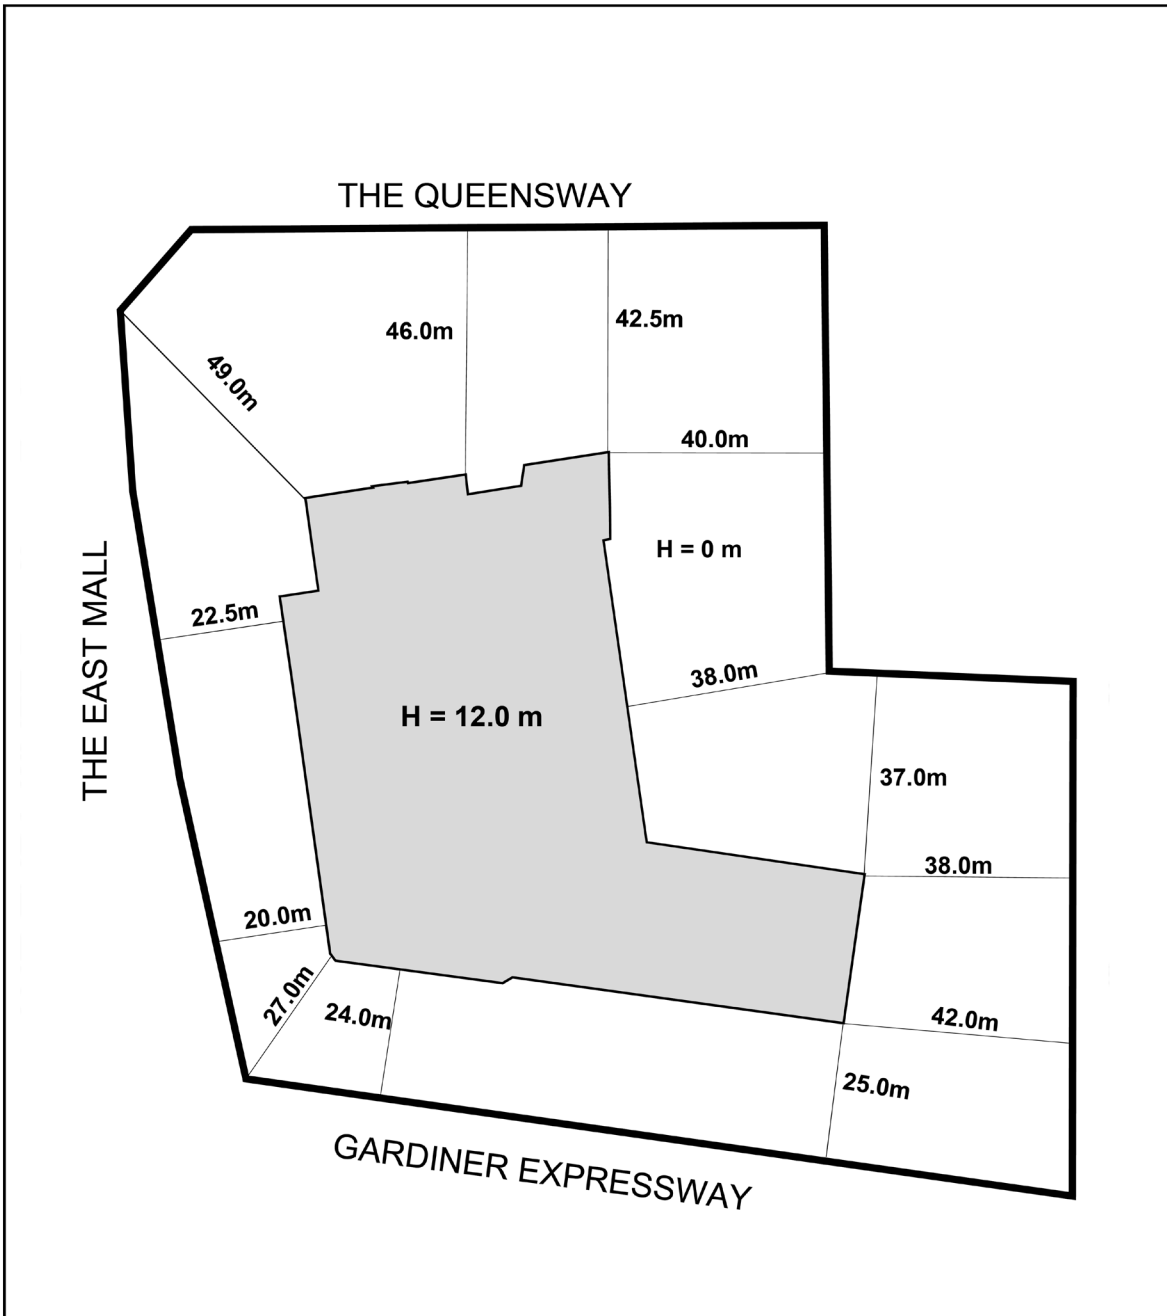 THE QUEENSWAY
46.0m
42.5m
49.0m
40.0m
H = 0 m
THE EAST MALL
22.5m
38.0m
H = 12.0 m
37.0m
38.0m
20.0m
27.0m
24.0m
42.0m
25.0m
GARDINER EXPRESSWAY